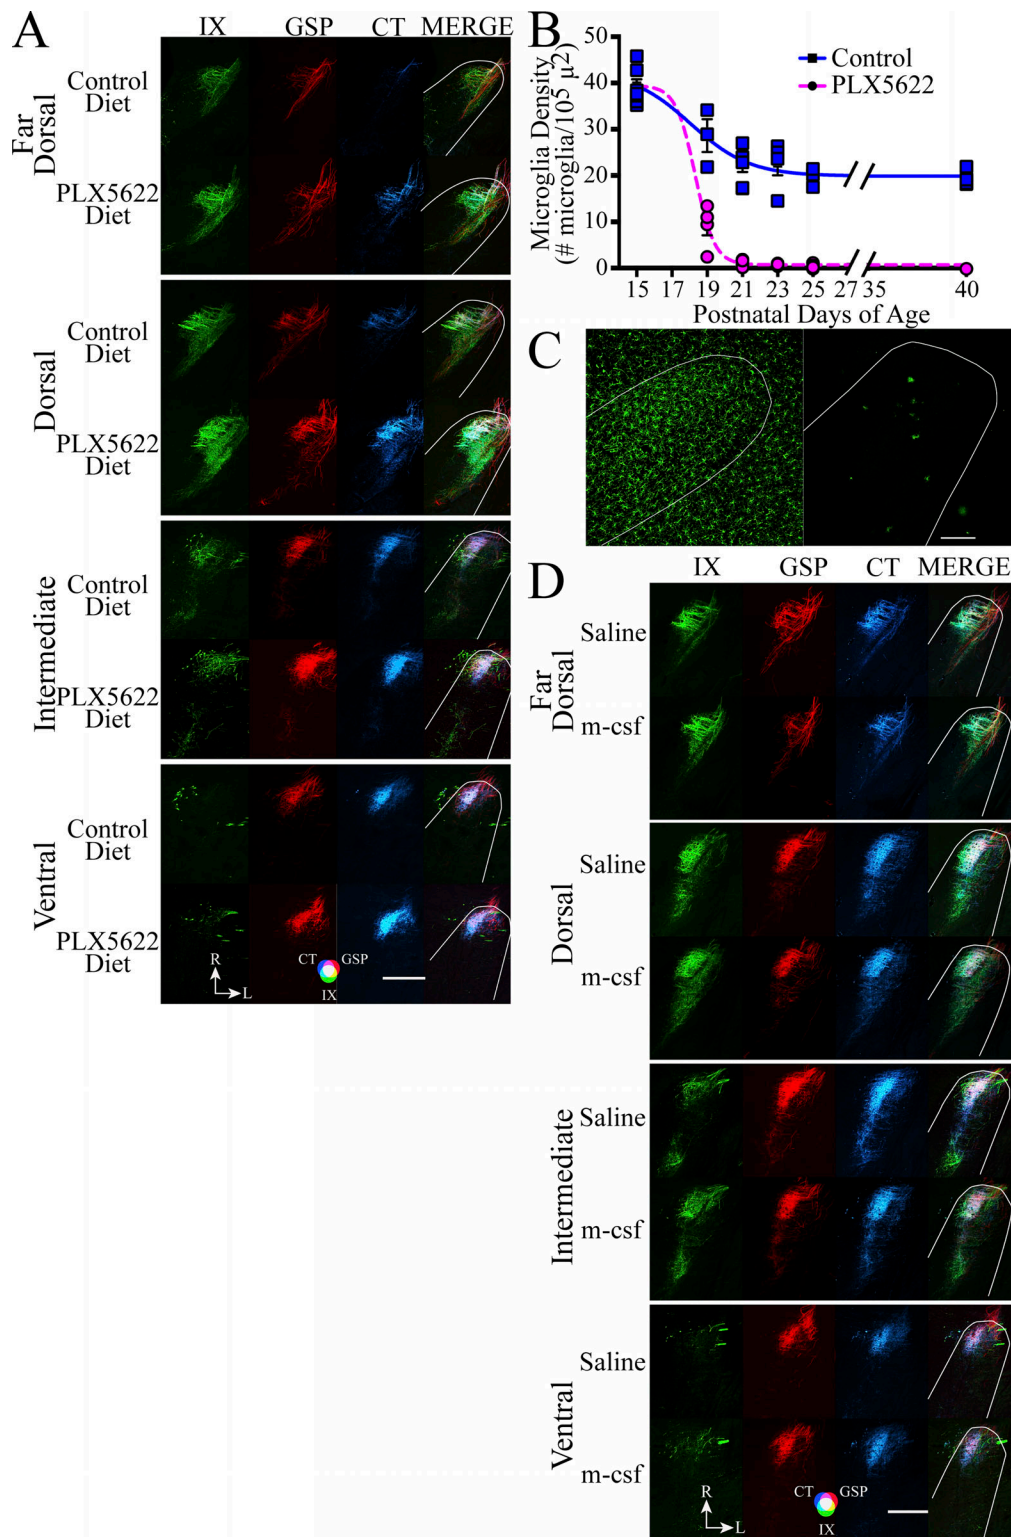 A
IX GSP CT MERGE
Far
Dorsal
Control
Diet
PLX5622
Diet
Dorsal
Control
Diet
PLX5622
Diet
Intermediate
Control
Diet
PLX5622
Diet
Ventral
Control
Diet
PLX5622
Diet
R
L
CT GSP
IX
B
Microglia Density
(# microglia/10⁵ μ2)
50
40
30
20
10
0
Control
PLX5622
15 17 19 21 23 25 27 35 40
Postnatal Days of Age
C
D
IX GSP CT MERGE
Far
Dorsal
Saline
m-csf
Dorsal
Saline
m-csf
Intermediate
Saline
m-csf
Ventral
Saline
m-csf
R
L
CT GSP
IX